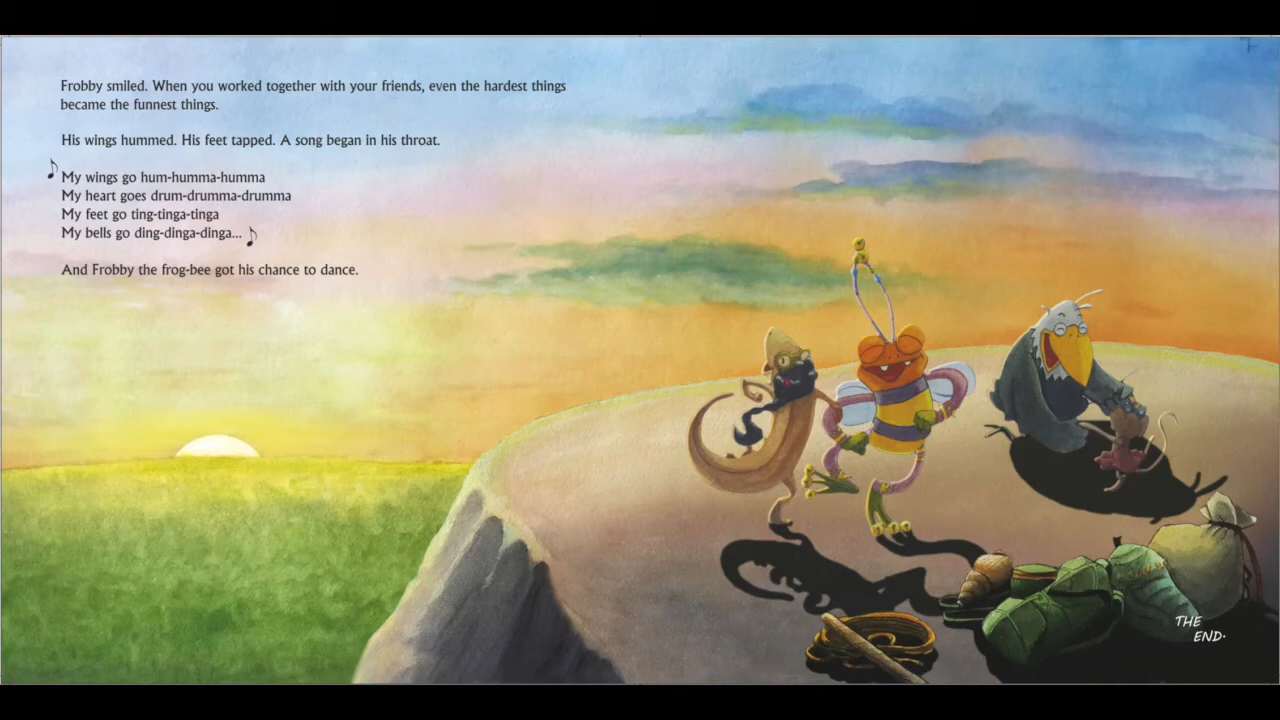 Frobby smiled. When you worked together with your friends, even the hardest things
became the funnest things.
His wings hummed. His feet tapped. A song began in his throat.
♪ My wings go hum-humma-humma
My heart goes drum-drumma-drumma
My feet go ting-tinga-tinga
My bells go ding-dinga-dinga... ♪
And Frobby the frog-bee got his chance to dance.
THE
END.